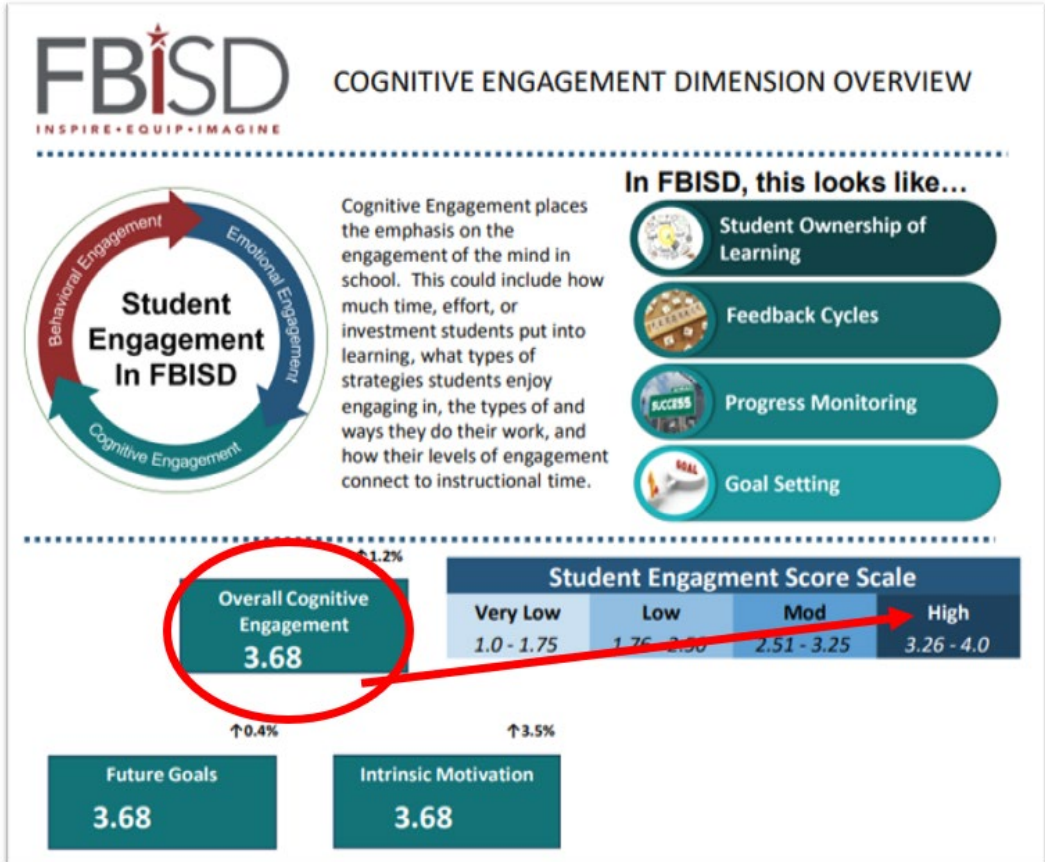 FBiSD
INSPIRE•EQUIP•IMAGINE
COGNITIVE ENGAGEMENT DIMENSION OVERVIEW
Behavioral Engagement
Emotional Engagement
Cognitive Engagement
Student
Engagement
In FBISD
Cognitive Engagement places
the emphasis on the
engagement of the mind in
school. This could include how
much time, effort, or
investment students put into
learning, what types of
strategies students enjoy
engaging in, the types of and
ways they do their work, and
how their levels of engagement
connect to instructional time.
In FBISD, this looks like...
Student Ownership of
Learning
Feedback Cycles
Progress Monitoring
SUCCESS
Goal Setting
GOAL
↑1.2%
Overall Cognitive
Engagement
3.68
Student Engagment Score Scale
Very Low Low Mod High
1.0 - 1.75 1.76 - 2.50 2.51 - 3.25 3.26 - 4.0
↑0.4%
Future Goals
3.68
↑3.5%
Intrinsic Motivation
3.68